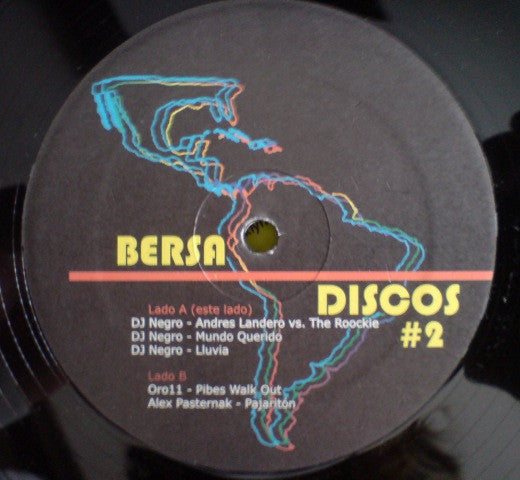 BERSA
DISCOS
#2
Lado A (este lado)
DJ Negro - Andres Landero vs. The Roockie
DJ Negro - Mundo Querido
DJ Negro - Lluvia
Lado B
Oro11 - Pibes Walk Out
Alex Pasternak - Pajariton